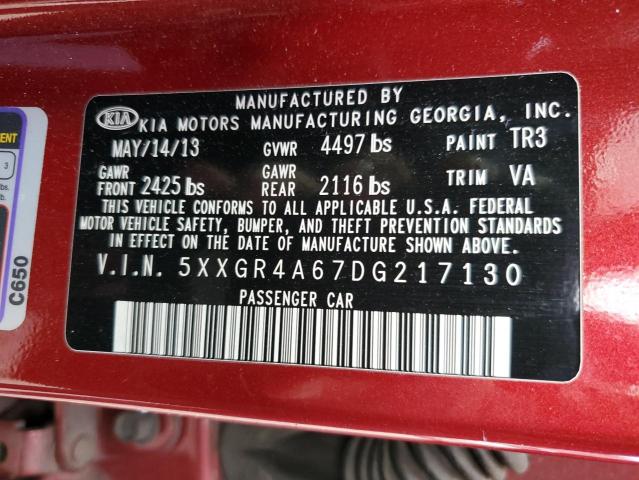 MANUFACTURED BY
KIA KIA MOTORS MANUFACTURING GEORGIA, INC.
MAY/14/13 GVWR 4497 lbs PAINT TR3
GAWR FRONT 2425 lbs GAWR REAR 2116 lbs TRIM VA
THIS VEHICLE CONFORMS TO ALL APPLICABLE U.S.A. FEDERAL
MOTOR VEHICLE SAFETY, BUMPER, AND THEFT PREVENTION STANDARDS
IN EFFECT ON THE DATE OF MANUFACTURE SHOWN ABOVE.
V.I.N. 5XXGR4A67DG217130
PASSENGER CAR
3
C650